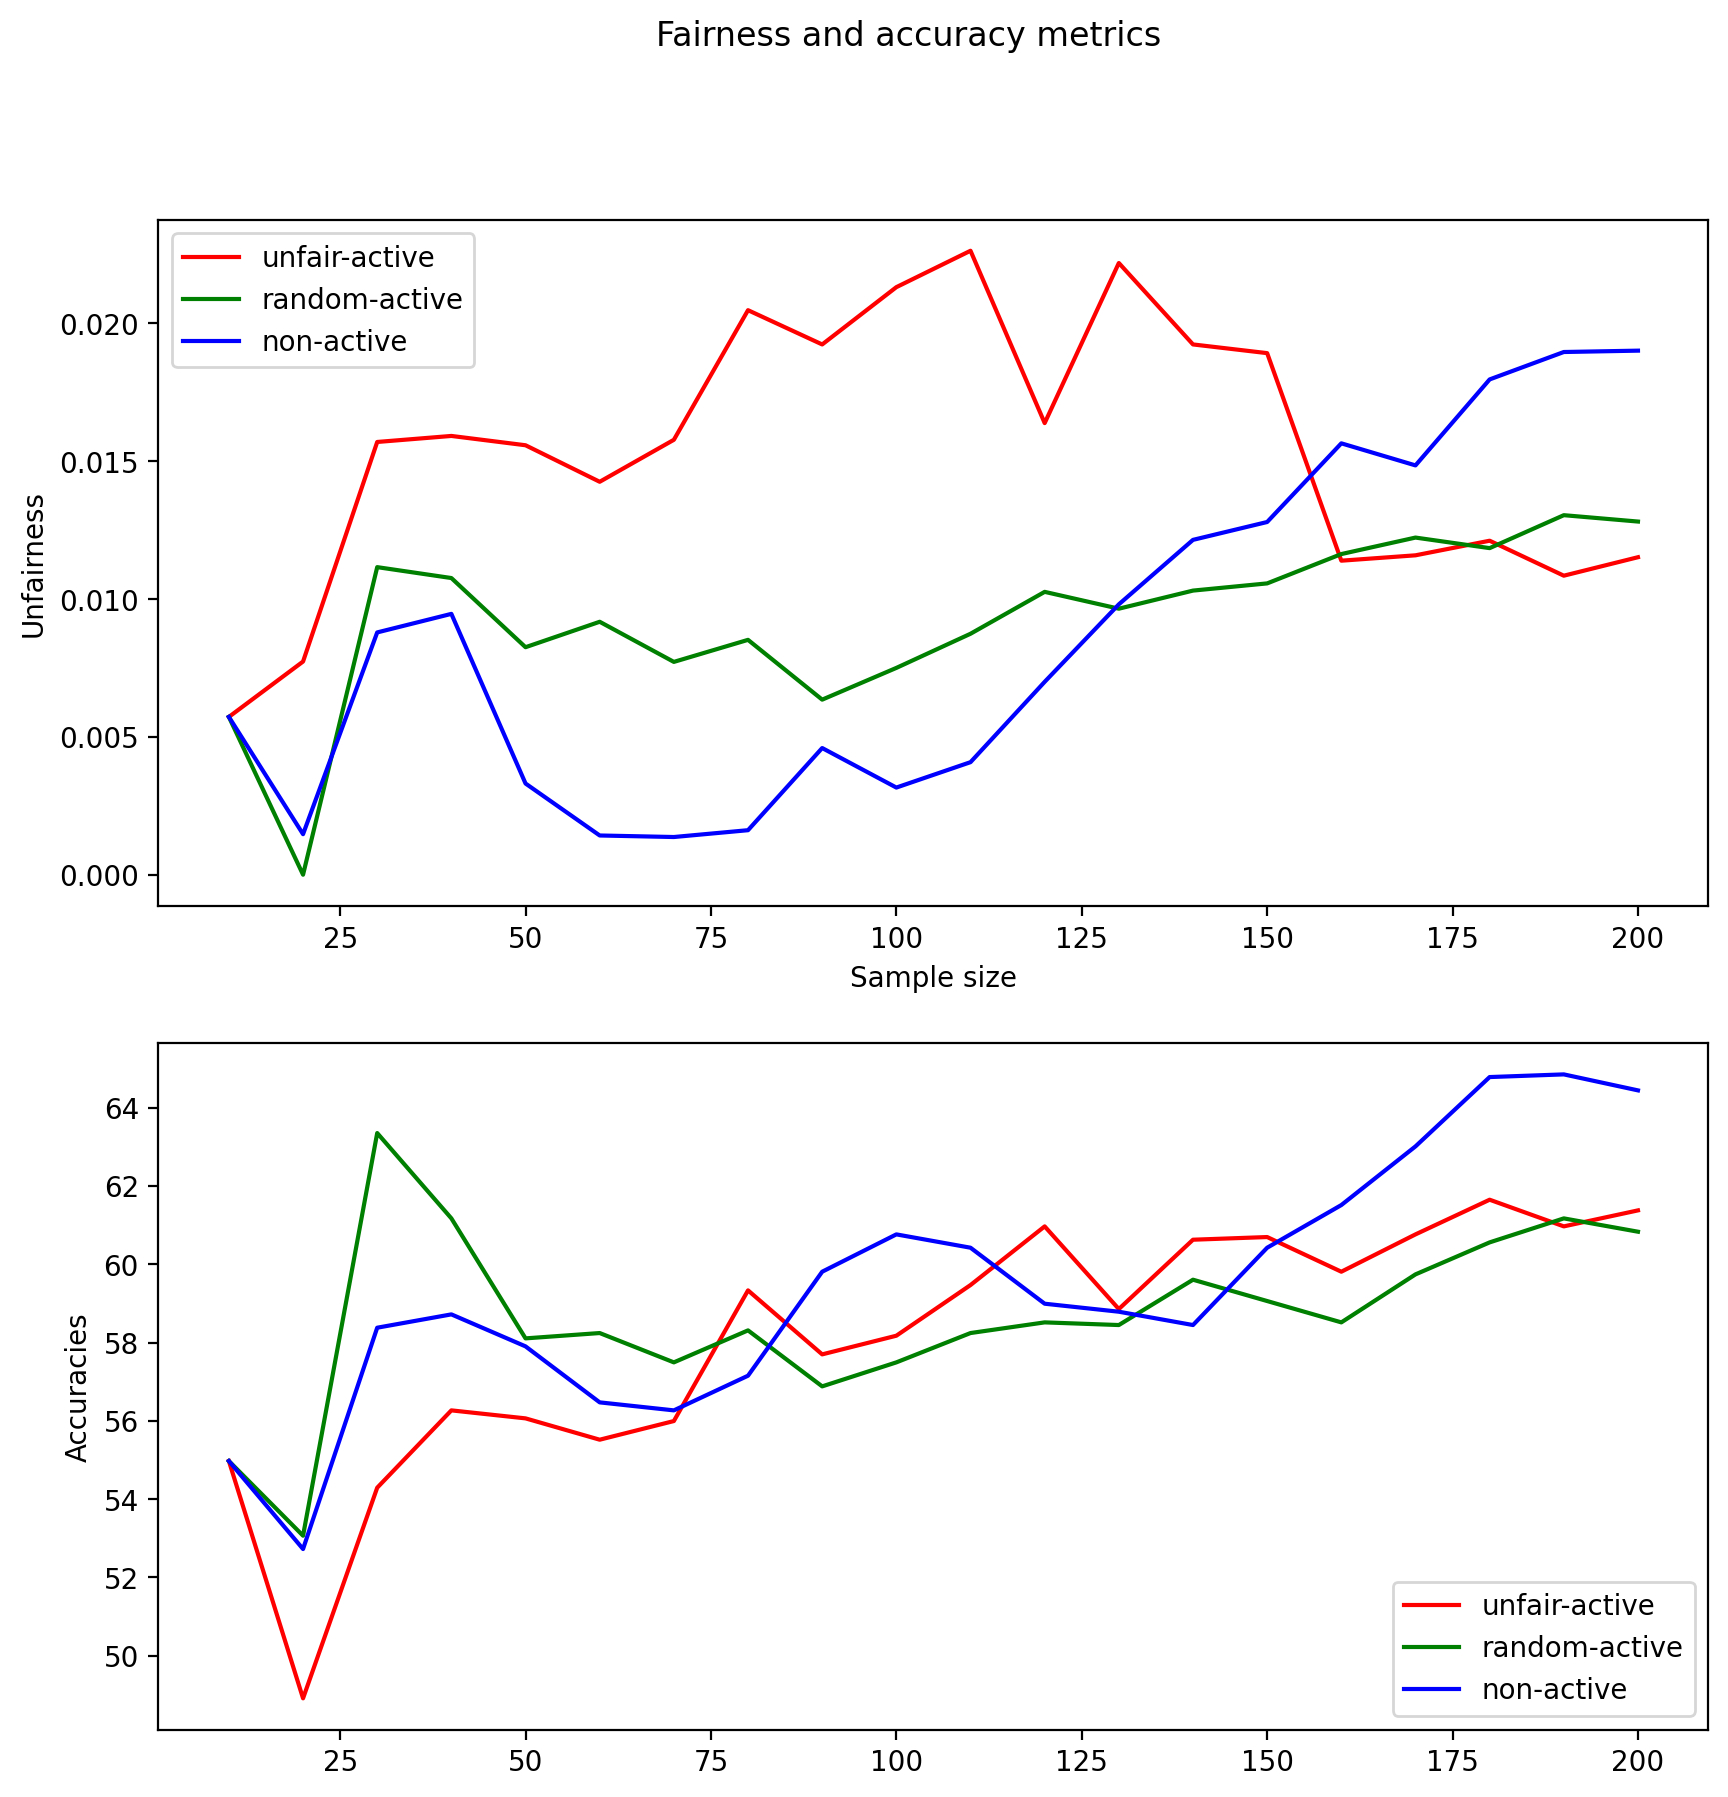 Fairness and accuracy metrics
unfair-active
random-active
non-active
Unfairness
0.020
0.015
0.010
0.005
0.000
25 50 75 100 125 150 175 200
Sample size
Accuracies
64
62
60
58
56
54
52
50
unfair-active
random-active
non-active
25 50 75 100 125 150 175 200